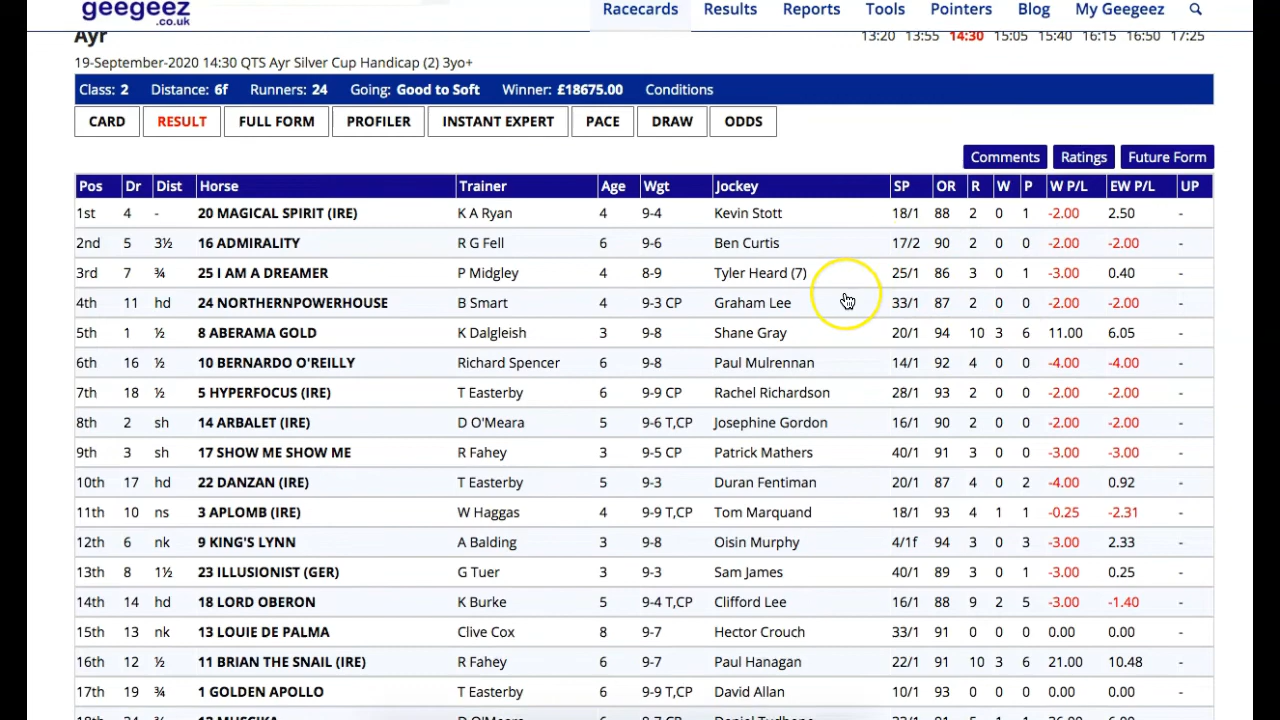 geegeez
.co.uk
Racecards Results Reports Tools Pointers Blog My Geegeez
Ayr
13:20 13:55 14:30 15:05 15:40 16:15 16:50 17:25
19-September-2020 14:30 QTS Ayr Silver Cup Handicap (2) 3yo+
Class: 2 Distance: 6f Runners: 24 Going: Good to Soft Winner: £18675.00 Conditions
CARD RESULT FULL FORM PROFILER INSTANT EXPERT PACE DRAW ODDS
Comments Ratings Future Form
Pos Dr Dist Horse Trainer Age Wgt Jockey SP OR R W P W P/L EW P/L UP
1st 4 - 20 MAGICAL SPIRIT (IRE) K A Ryan 4 9-4 Kevin Stott 18/1 88 2 0 1 -2.00 2.50 -
2nd 5 3½ 16 ADMIRALITY R G Fell 6 9-6 Ben Curtis 17/2 90 2 0 0 -2.00 -2.00 -
3rd 7 ¾ 25 I AM A DREAMER P Midgley 4 8-9 Tyler Heard (7) 25/1 86 3 0 1 -3.00 0.40 -
4th 11 hd 24 NORTHERNPOWERHOUSE B Smart 4 9-3 CP Graham Lee 33/1 87 2 0 0 -2.00 -2.00 -
5th 1 ½ 8 ABERAMA GOLD K Dalgleish 3 9-8 Shane Gray 20/1 94 10 3 6 11.00 6.05 -
6th 16 ½ 10 BERNARDO O'REILLY Richard Spencer 6 9-8 Paul Mulrennan 14/1 92 4 0 0 -4.00 -4.00 -
7th 18 ½ 5 HYPERFOCUS (IRE) T Easterby 6 9-9 CP Rachel Richardson 28/1 93 2 0 0 -2.00 -2.00 -
8th 2 sh 14 ARBALET (IRE) D O'Meara 5 9-6 T,CP Josephine Gordon 16/1 90 2 0 0 -2.00 -2.00 -
9th 3 sh 17 SHOW ME SHOW ME R Fahey 3 9-5 CP Patrick Mathers 40/1 91 3 0 0 -3.00 -3.00 -
10th 17 hd 22 DANZAN (IRE) T Easterby 5 9-3 Duran Fentiman 20/1 87 4 0 2 -4.00 0.92 -
11th 10 ns 3 APLOMB (IRE) W Haggas 4 9-9 T,CP Tom Marquand 18/1 93 4 1 1 -0.25 -2.31 -
12th 6 nk 9 KING'S LYNN A Balding 3 9-8 Oisin Murphy 4/1f 94 3 0 3 -3.00 2.33 -
13th 8 1½ 23 ILLUSIONIST (GER) G Tuer 3 9-3 Sam James 40/1 89 3 0 1 -3.00 0.25 -
14th 14 hd 18 LORD OBERON K Burke 5 9-4 T,CP Clifford Lee 16/1 88 9 2 5 -3.00 -1.40 -
15th 13 nk 13 LOUIE DE PALMA Clive Cox 8 9-7 Hector Crouch 33/1 91 0 0 0 0.00 0.00 -
16th 12 ½ 11 BRIAN THE SNAIL (IRE) R Fahey 6 9-7 Paul Hanagan 22/1 91 10 3 6 21.00 10.48 -
17th 19 ¾ 1 GOLDEN APOLLO T Easterby 6 9-9 T,CP David Allan 10/1 93 0 0 0 0.00 0.00 -